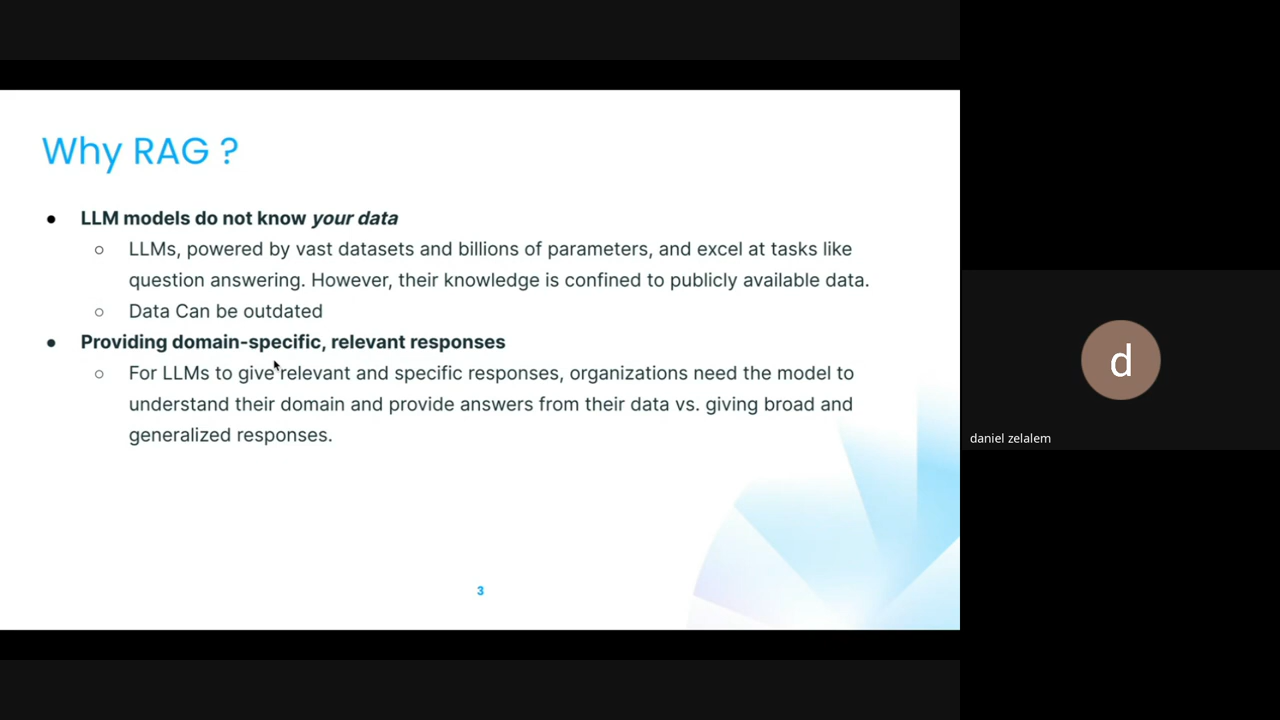 Why RAG ?
● LLM models do not know your data
○ LLMs, powered by vast datasets and billions of parameters, and excel at tasks like
question answering. However, their knowledge is confined to publicly available data.
○ Data Can be outdated
● Providing domain-specific, relevant responses
○ For LLMs to give relevant and specific responses, organizations need the model to
understand their domain and provide answers from their data vs. giving broad and
generalized responses.
3
d
daniel zelalem